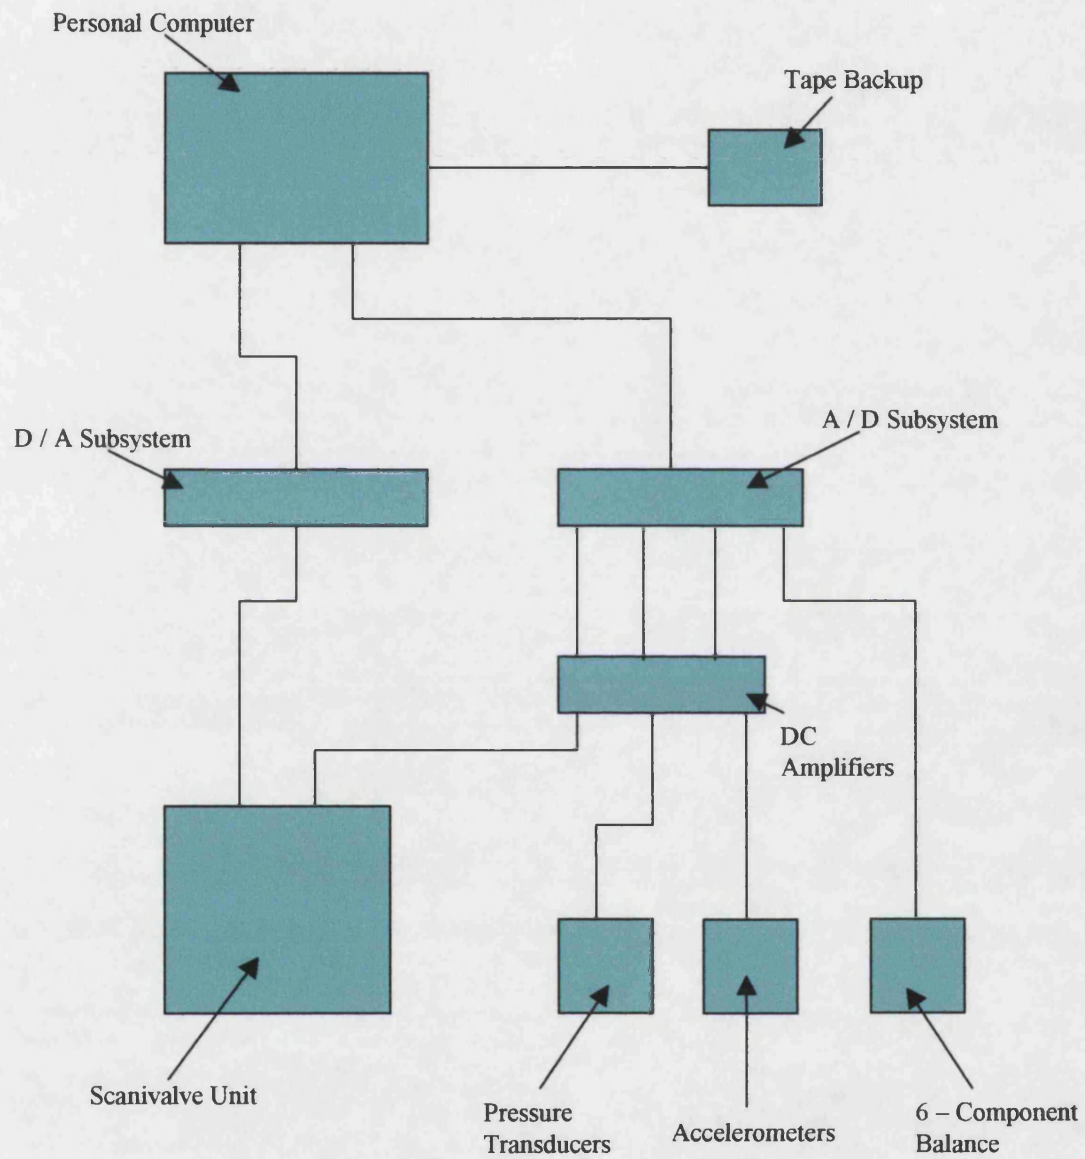 Personal Computer
Tape Backup
D / A Subsystem
A / D Subsystem
DC
Amplifiers
Scanivalve Unit
Pressure
Transducers
Accelerometers
6 – Component
Balance